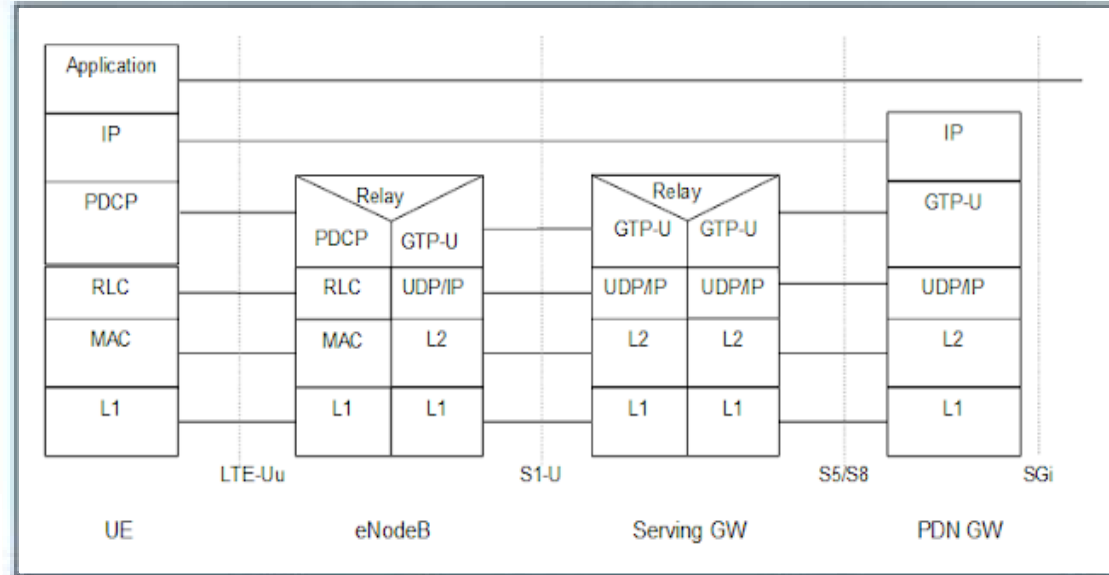 Application
IP
IP
Relay
Relay
PDCP
GTP-U
PDCP
GTP-U
GTP-U
GTP-U
RLC
RLC
UDP/IP
UDP/IP
UDP/IP
UDP/IP
MAC
MAC
L2
L2
L2
L2
L1
L1
L1
L1
L1
L1
LTE-Uu
S1-U
S5/S8
SGi
UE
eNodeB
Serving GW
PDN GW